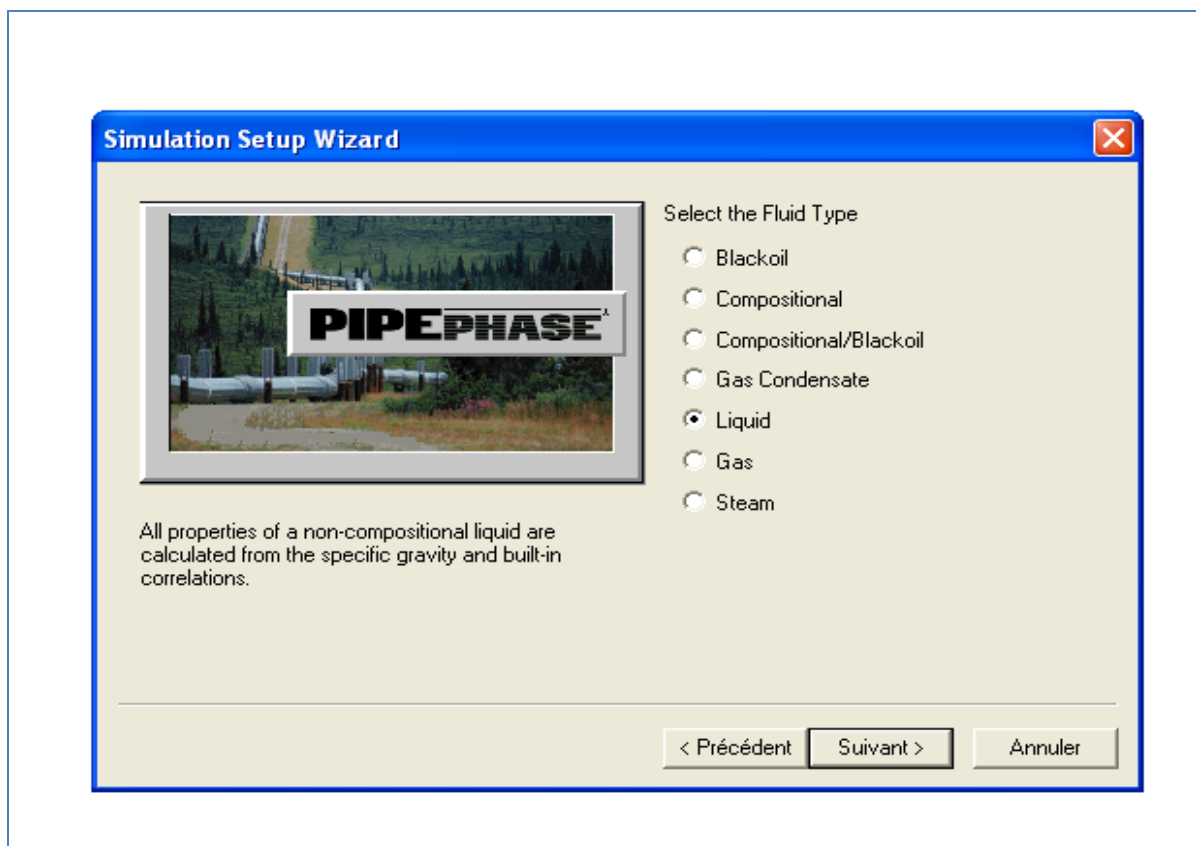 Simulation Setup Wizard
Select the Fluid Type
Blackoil
PIPEPHASE
Compositional
Compositional/Blackoil
Gas Condensate
Liquid
Gas
Steam
All properties of a non-compositional liquid are
calculated from the specific gravity and built-in
correlations.
< Précédent Suivant > Annuler